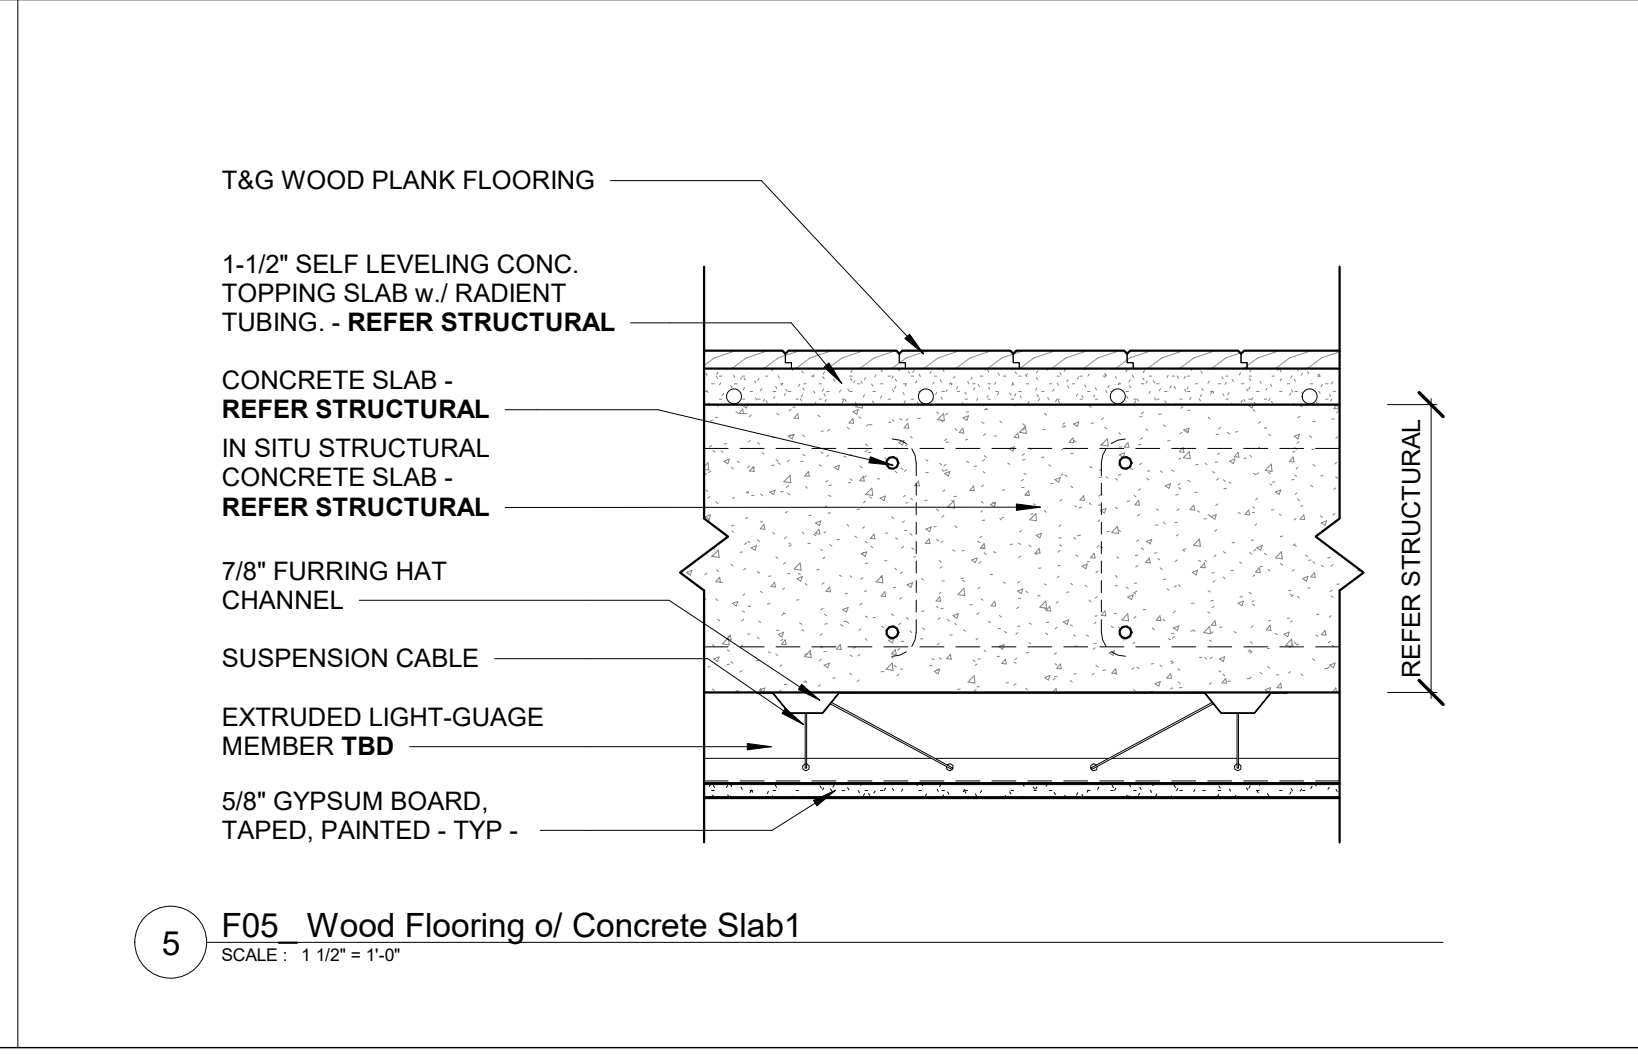 T&G WOOD PLANK FLOORING
1-1/2" SELF LEVELING CONC.
TOPPING SLAB w./ RADIENT
TUBING. - REFER STRUCTURAL
CONCRETE SLAB -
REFER STRUCTURAL
IN SITU STRUCTURAL
CONCRETE SLAB -
REFER STRUCTURAL
7/8" FURRING HAT
CHANNEL
SUSPENSION CABLE
EXTRUDED LIGHT-GUAGE
MEMBER TBD
5/8" GYPSUM BOARD,
TAPED, PAINTED - TYP -
REFER STRUCTURAL
5
F05_ Wood Flooring o/ Concrete Slab1
SCALE : 1 1/2" = 1'-0"